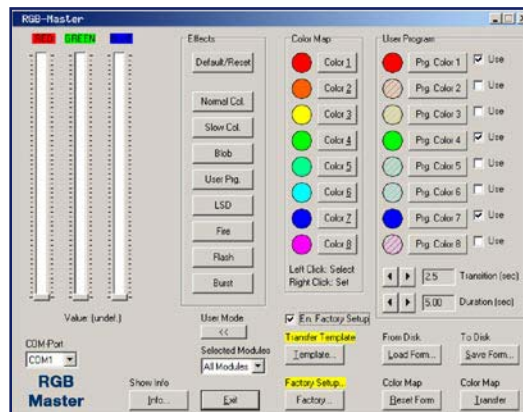 RGB-Master
RED GREEN BLUE
Value: (undef.)
COM-Port
COM1
RGB
Master
Effects
Default/Reset
Normal Col.
Slow Col.
Blob
User Prg.
LSD
Fire
Flash
Burst
User Mode
<<
Selected Modules
All Modules
Show Info
Info...
Exit
Color Map
Color 1
Color 2
Color 3
Color 4
Color 5
Color 6
Color 7
Color 8
Left Click: Select
Right Click: Set
En. Factory Setup
Transfer Template
Template...
Factory Setup...
Factory...
User Program
Prg. Color 1 Use
Prg. Color 2 Use
Prg. Color 3 Use
Prg. Color 4 Use
Prg. Color 5 Use
Prg. Color 6 Use
Prg. Color 7 Use
Prg. Color 8 Use
2.5 Transition (sec)
5.00 Duration (sec)
From Disk
Load Form...
To Disk
Save Form...
Color Map
Reset Form
Color Map
Transfer